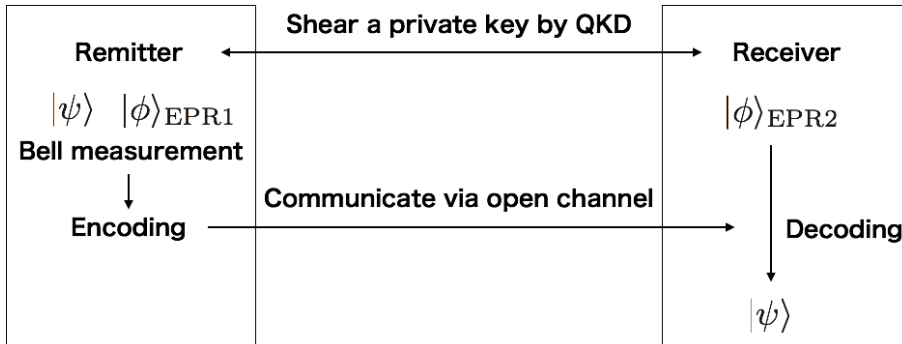 Shear a private key by QKD
Remitter
Receiver
|ψ⟩ |ϕ⟩EPR1
|ϕ⟩EPR2
Bell measurement
Communicate via open channel
Encoding
Decoding
|ψ⟩